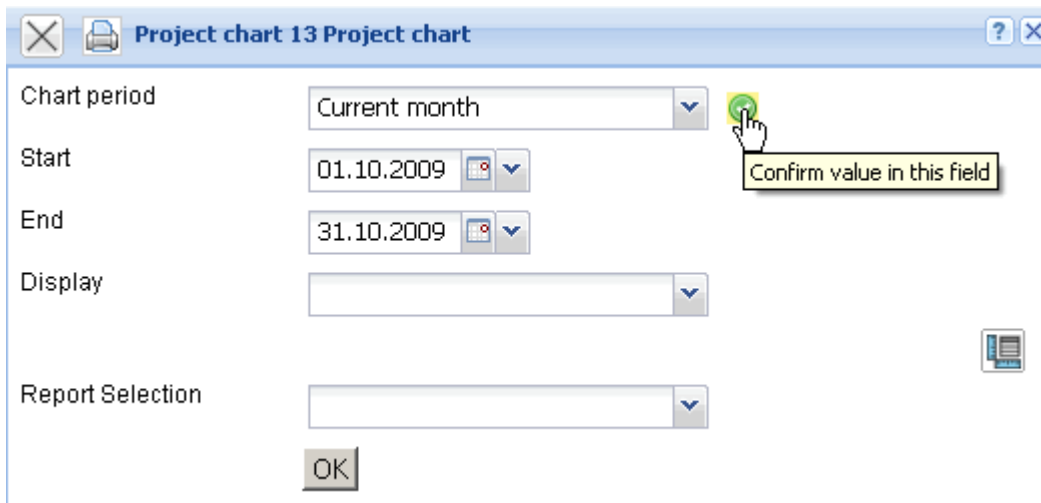 Project chart 13 Project chart ?
Chart period Current month
Confirm value in this field
Start 01.10.2009
End 31.10.2009
Display
Report Selection
OK